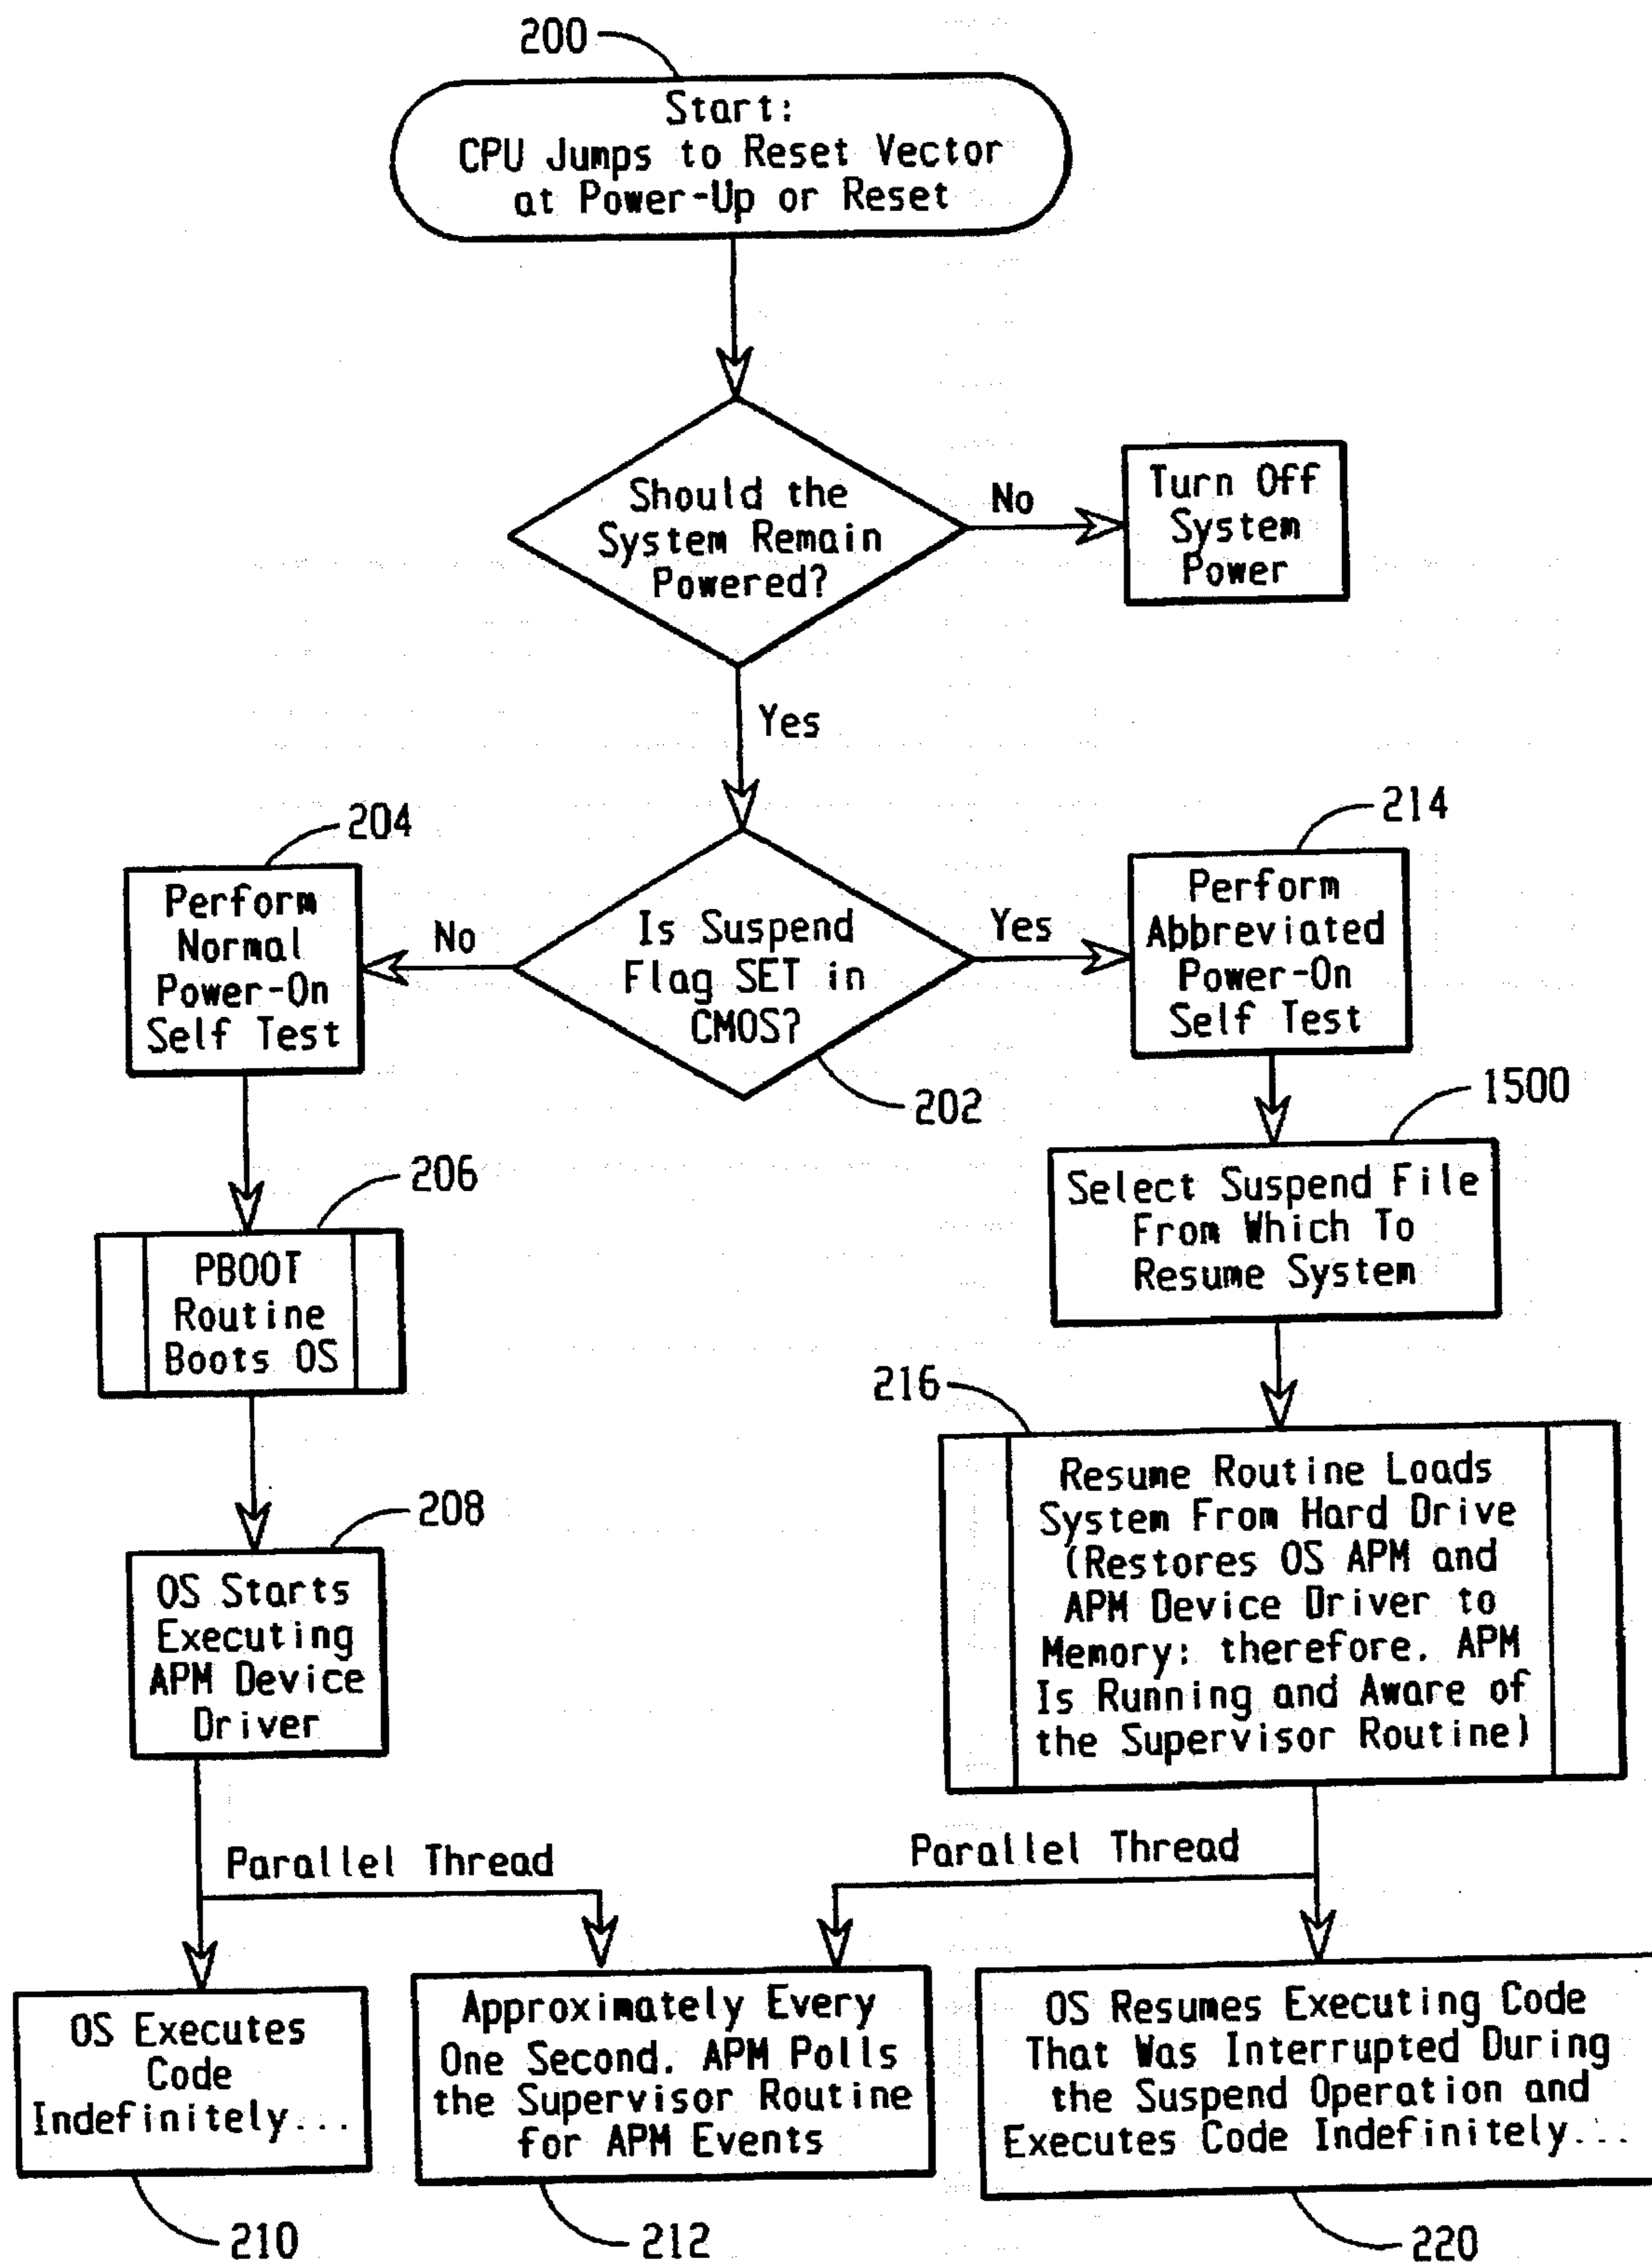 200
Start:
CPU Jumps to Reset Vector
at Power-Up or Reset
Should the
System Remain
Powered?
No
Turn Off
System
Power
Yes
204
Perform
Normal
Power-On
Self Test
No
Is Suspend
Flag SET in
CMOS?
202
Yes
214
Perform
Abbreviated
Power-On
Self Test
206
PBOOT
Routine
Boots OS
1500
Select Suspend File
From Which To
Resume System
208
OS Starts
Executing
APM Device
Driver
216
Resume Routine Loads
System From Hard Drive
(Restores OS APM and
APM Device Driver to
Memory: therefore. APM
Is Running and Aware of
the Supervisor Routine)
Parallel Thread
Parallel Thread
OS Executes
Code
Indefinitely...
210
Approximately Every
One Second. APM Polls
the Supervisor Routine
for APM Events
212
OS Resumes Executing Code
That Was Interrupted During
the Suspend Operation and
Executes Code Indefinitely...
220